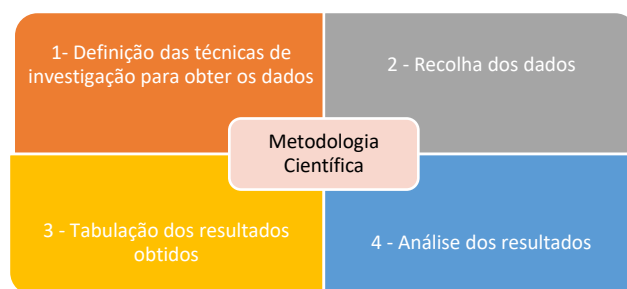 1- Definição das técnicas de
investigação para obter os dados
2 - Recolha dos dados
Metodologia
Científica
3 - Tabulação dos resultados
obtidos
4 - Análise dos resultados